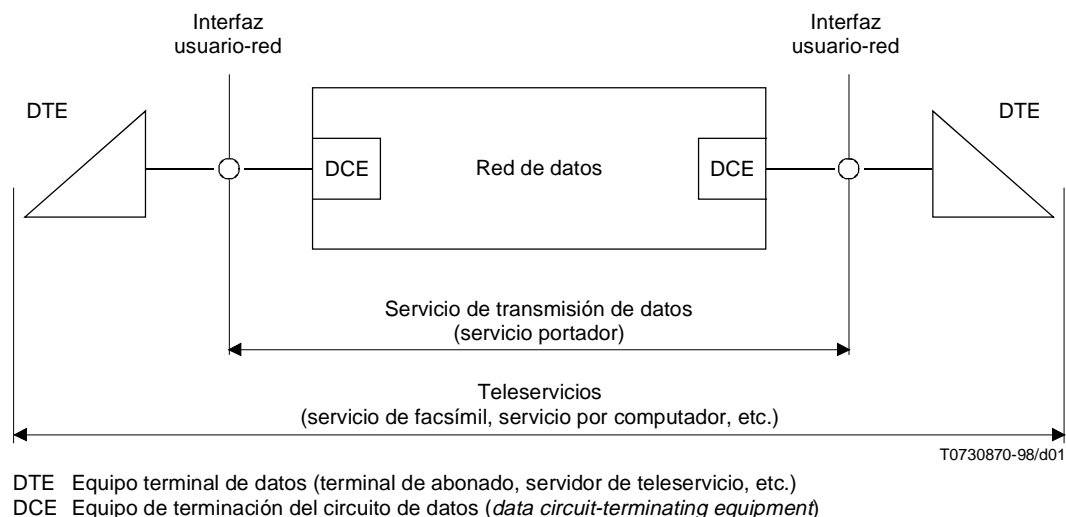 Interfaz
usuario-red
Interfaz
usuario-red
DTE
DTE
DCE
Red de datos
DCE
Servicio de transmisión de datos
(servicio portador)
Teleservicios
(servicio de facsímil, servicio por computador, etc.)
T0730870-98/d01
DTE Equipo terminal de datos (terminal de abonado, servidor de teleservicio, etc.)
DCE Equipo de terminación del circuito de datos (data circuit-terminating equipment)